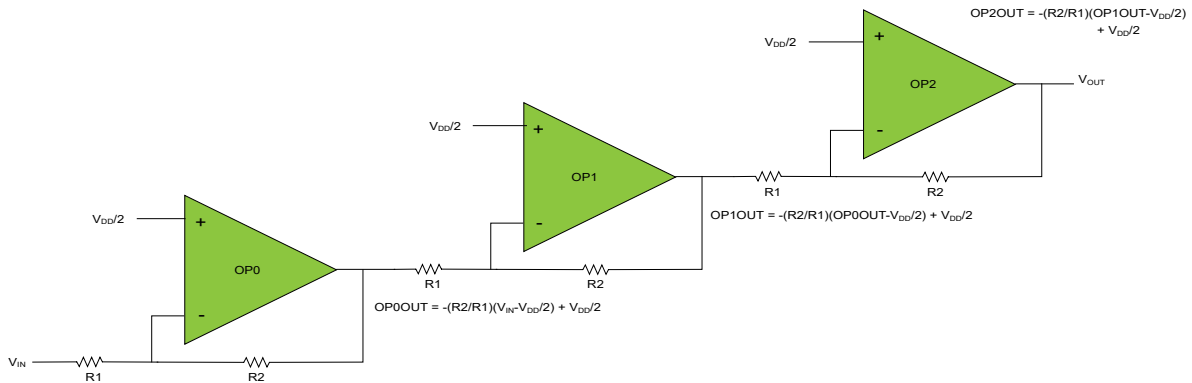 OP2OUT = -(R2/R1)(OP1OUT-VDD/2)
+ VDD/2
VDD/2
+
OP2
-
VOUT
R1
R2
VDD/2
+
OP1
-
OP1OUT = -(R2/R1)(OP0OUT-VDD/2) + VDD/2
R1
R2
VDD/2
+
OP0
-
OP0OUT = -(R2/R1)(VIN-VDD/2) + VDD/2
VIN
R1
R2